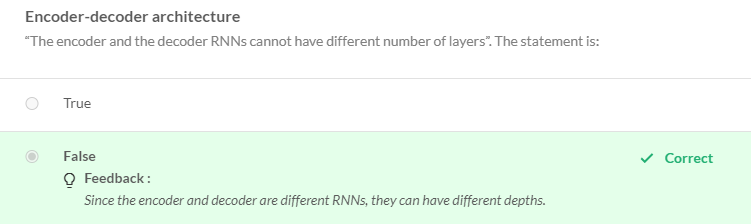 Encoder-decoder architecture
“The encoder and the decoder RNNs cannot have different number of layers”. The statement is:
True
False
Correct
Feedback :
Since the encoder and decoder are different RNNs, they can have different depths.